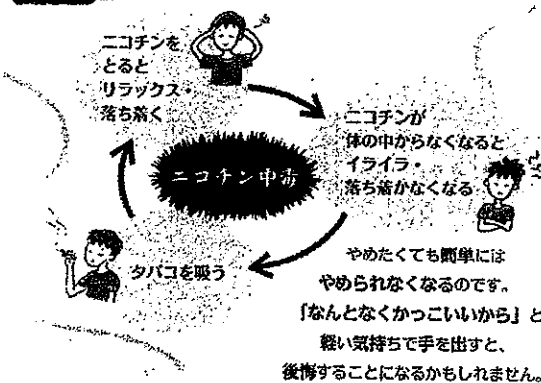 ニコチンを
とると
リラックス・
落ち着く
ニコチンが
体の中からなくなると
イライラ・
落ち着かなくなる
ニコチン中毒
タバコを吸う
やめたくても簡単には
やめられなくなるのです。
「なんとなくかっこいいから」と
軽い気持ちで手を出すと、
後悔することになるかもしれません。